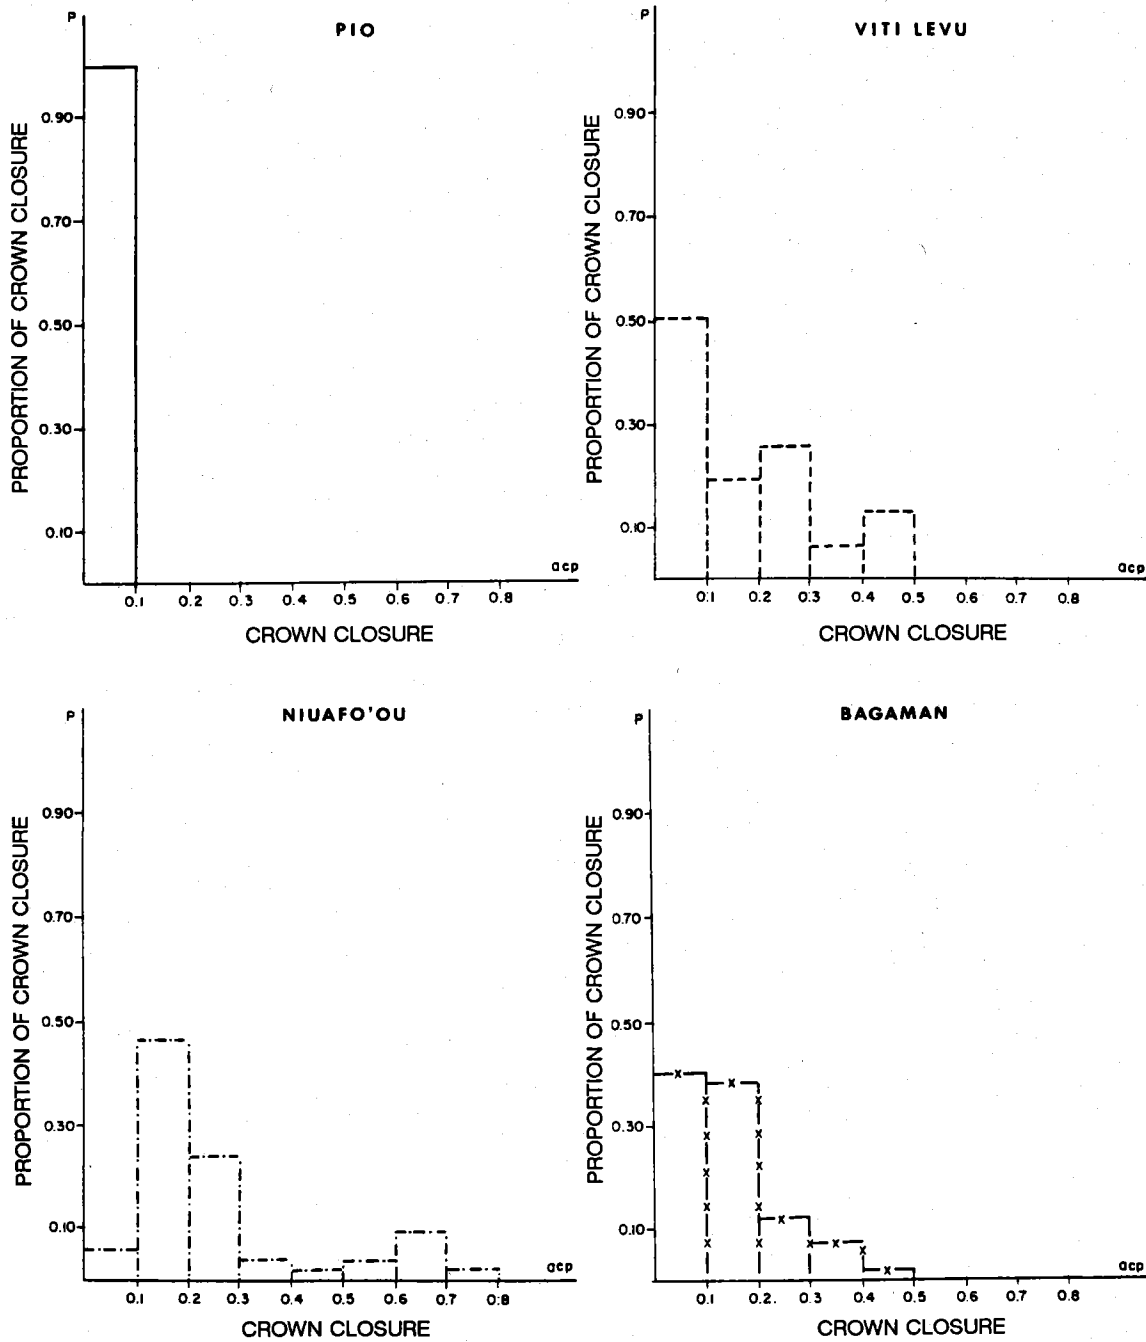 P
PIO
PROPORTION OF CROWN CLOSURE
0.90
0.70
0.50
0.30
0.10
acp
0.1 0.2 0.3 0.4 0.5 0.6 0.7 0.8
CROWN CLOSURE
P
VITI LEVU
PROPORTION OF CROWN CLOSURE
0.90
0.70
0.50
0.30
0.10
acp
0.1 0.2 0.3 0.4 0.5 0.6 0.7 0.8
CROWN CLOSURE
P
NIUAFO'OU
PROPORTION OF CROWN CLOSURE
0.90
0.70
0.50
0.30
0.10
acp
0.1 0.2 0.3 0.4 0.5 0.6 0.7 0.8
CROWN CLOSURE
P
BAGAMAN
PROPORTION OF CROWN CLOSURE
0.90
0.70
0.50
0.30
0.10
acp
0.1 0.2. 0.3 0.4 0.5 0.6 0.7 0.8
CROWN CLOSURE